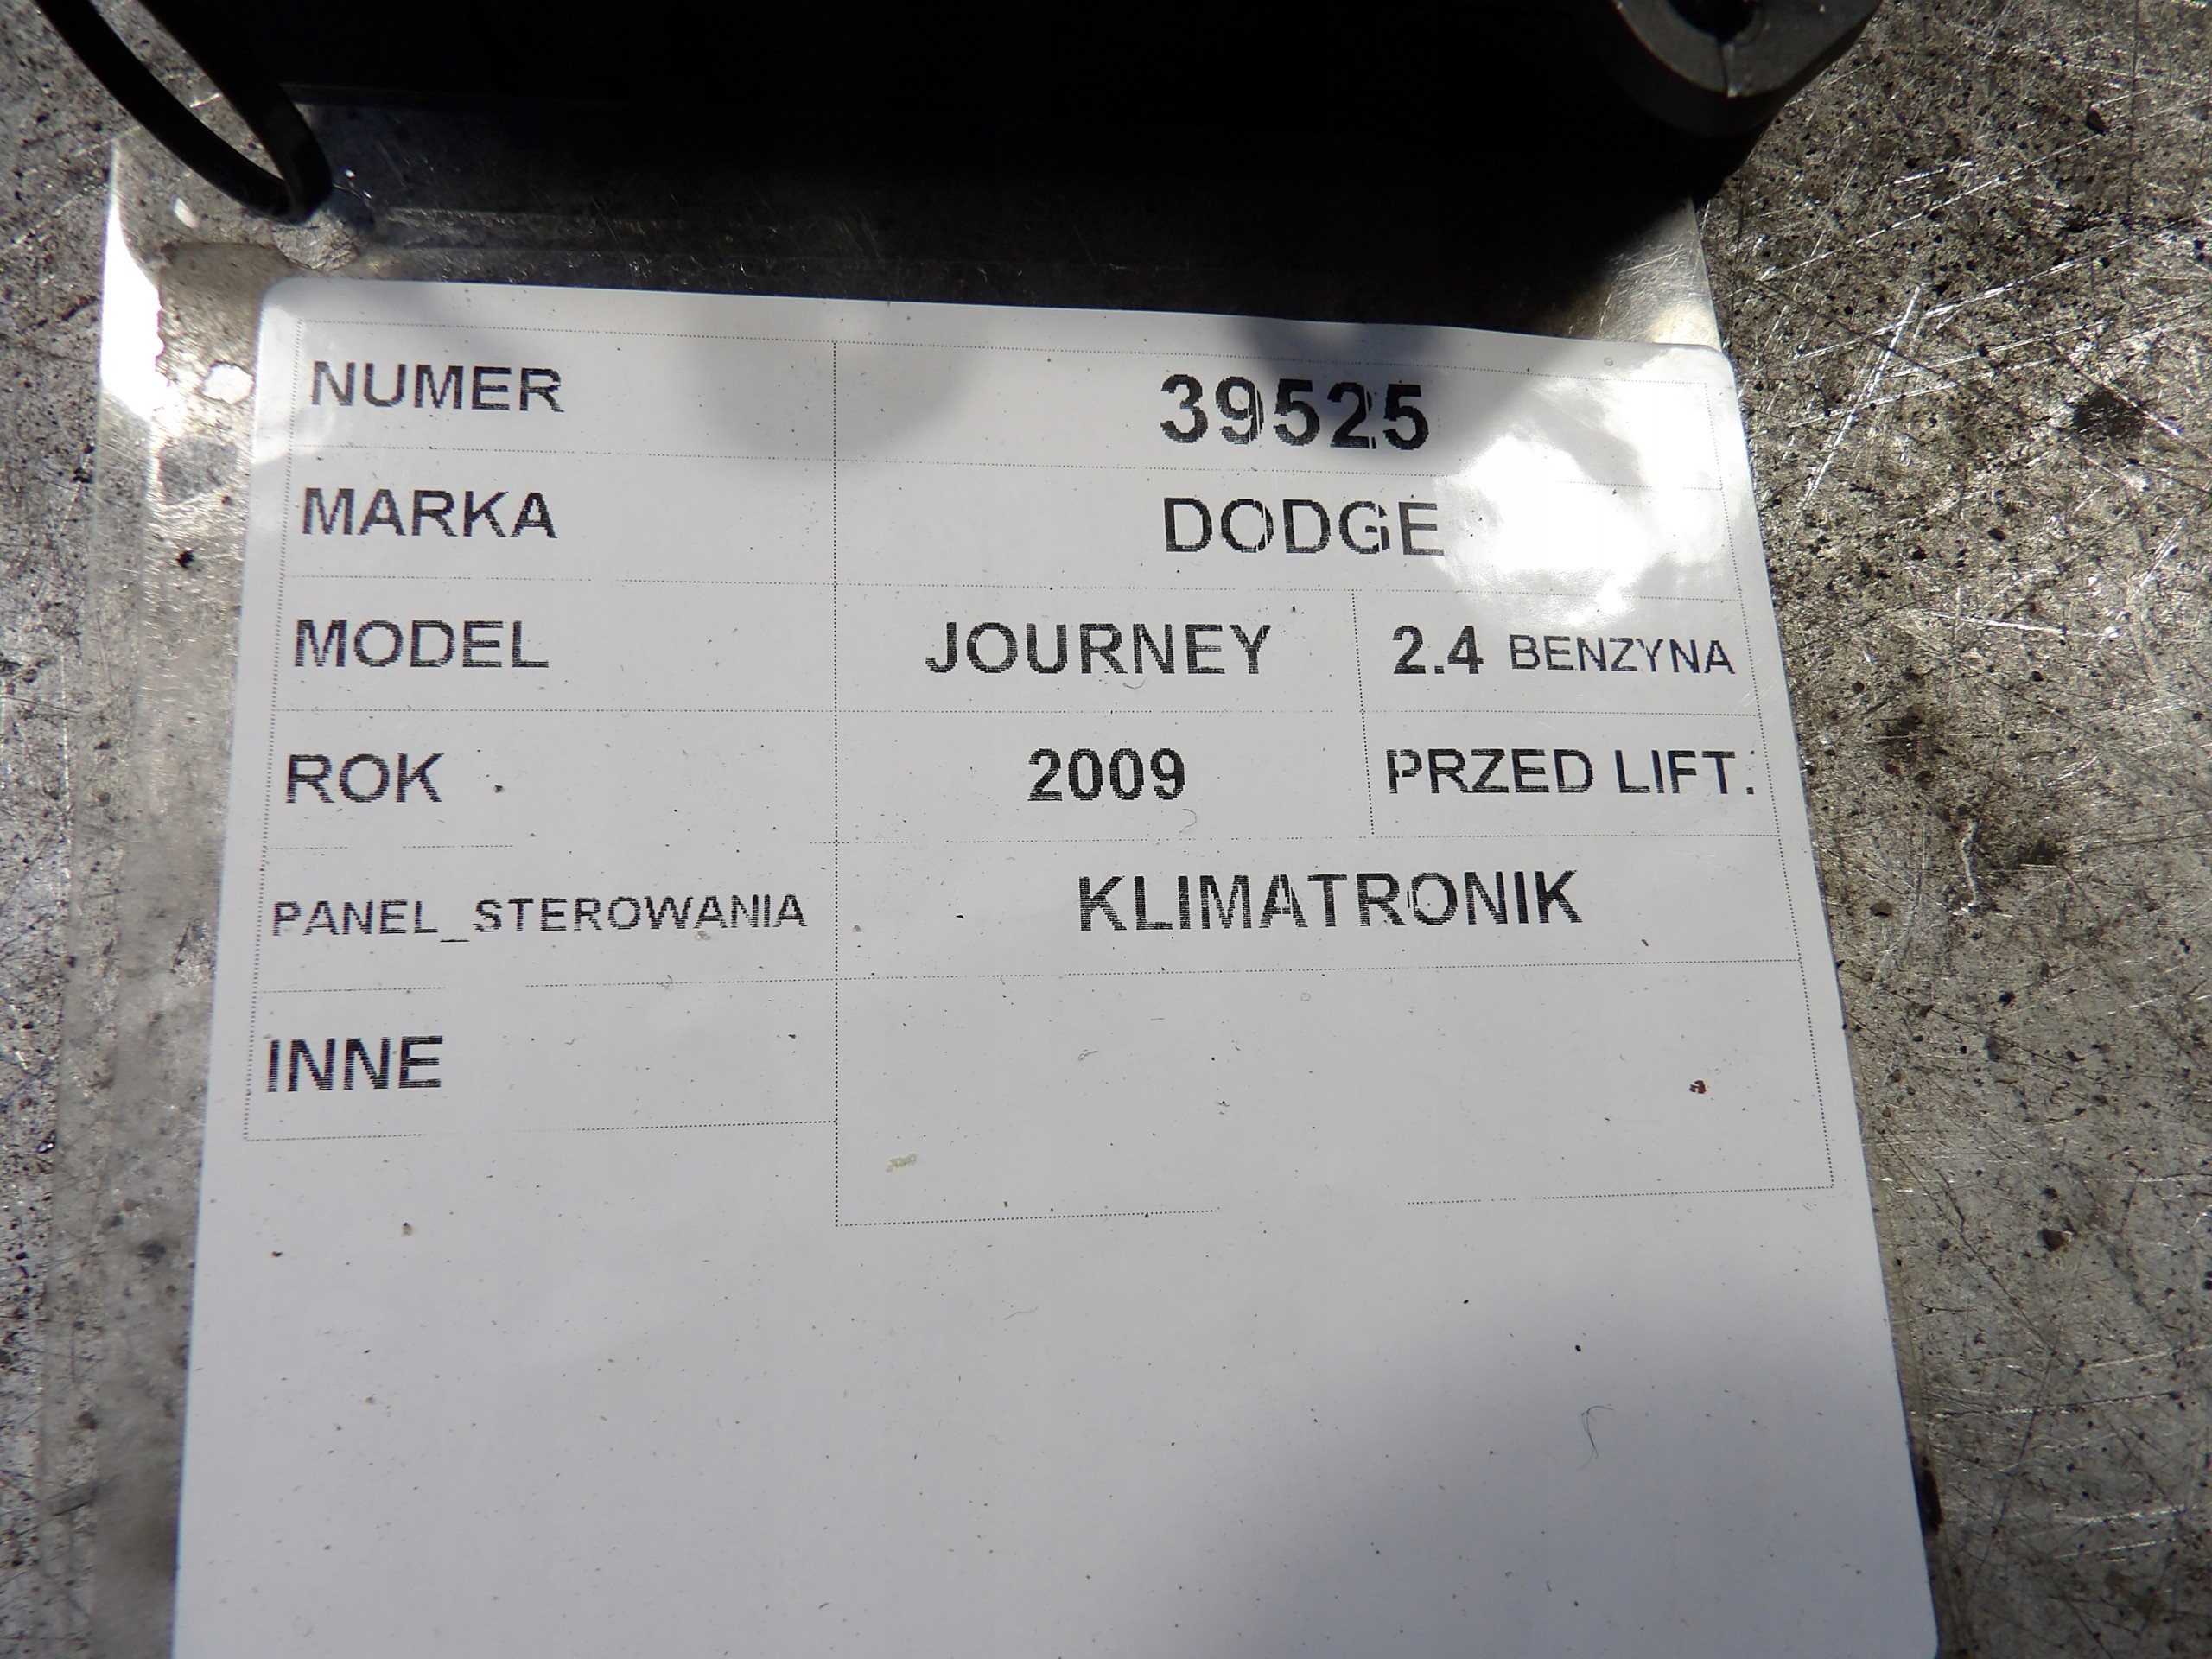 NUMER 39525
MARKA DODGE
MODEL JOURNEY 2.4 BENZYNA
ROK 2009 PRZED LIFT.
PANEL_STEROWANIA KLIMATRONIK
INNE